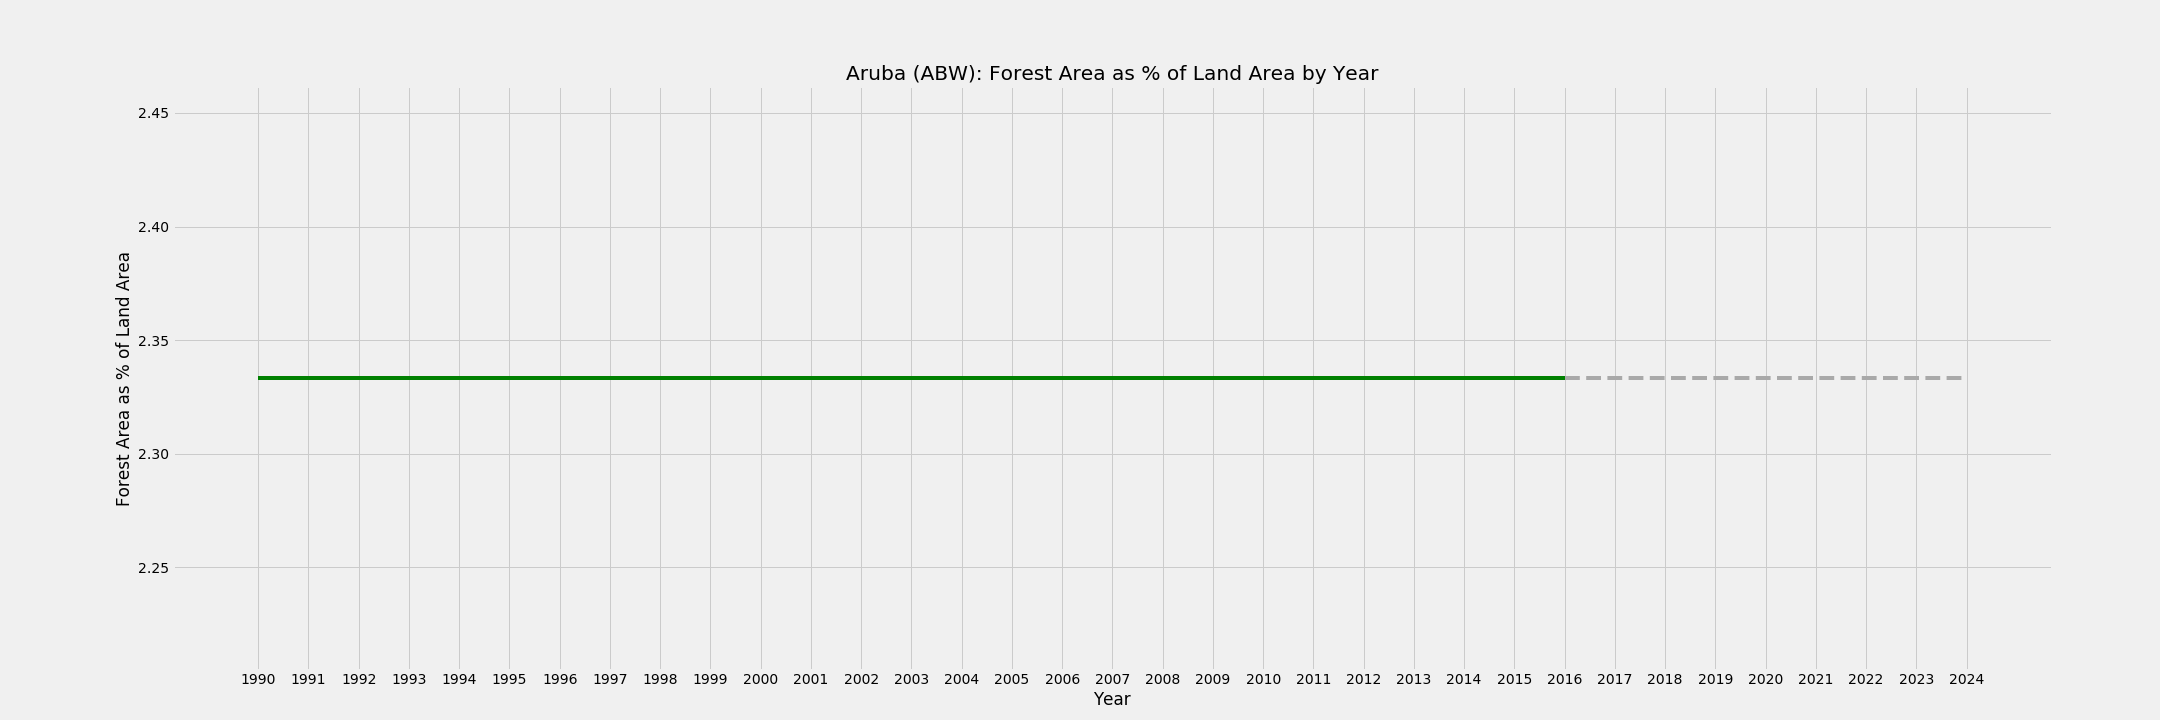 Aruba (ABW): Forest Area as % of Land Area by Year
Forest Area as % of Land Area
2.45
2.40
2.35
2.30
2.25
1990 1991 1992 1993 1994 1995 1996 1997 1998 1999 2000 2001 2002 2003 2004 2005 2006 2007 2008 2009 2010 2011 2012 2013 2014 2015 2016 2017 2018 2019 2020 2021 2022 2023 2024
Year